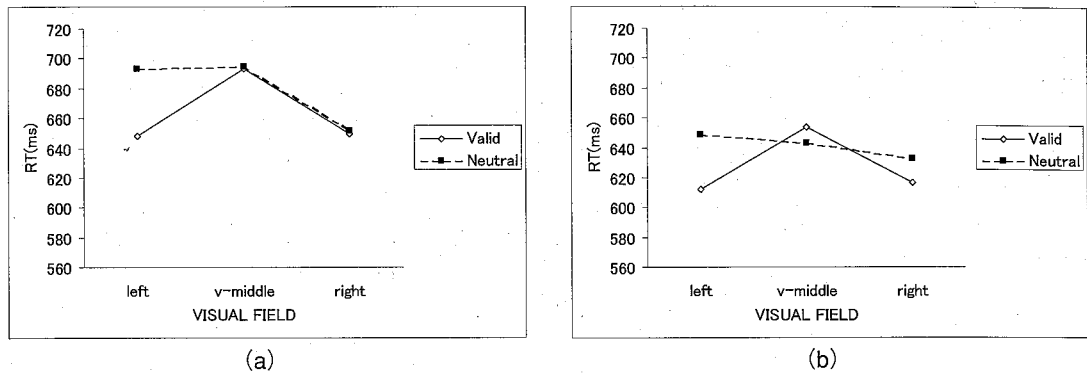 720
700
680
660
640
620
600
580
560
RT(ms)
left v-middle right
VISUAL FIELD
Valid
Neutral
(a)
720
700
680
660
640
620
600
580
560
RT(ms)
left v-middle right
VISUAL FIELD
Valid
Neutral
(b)